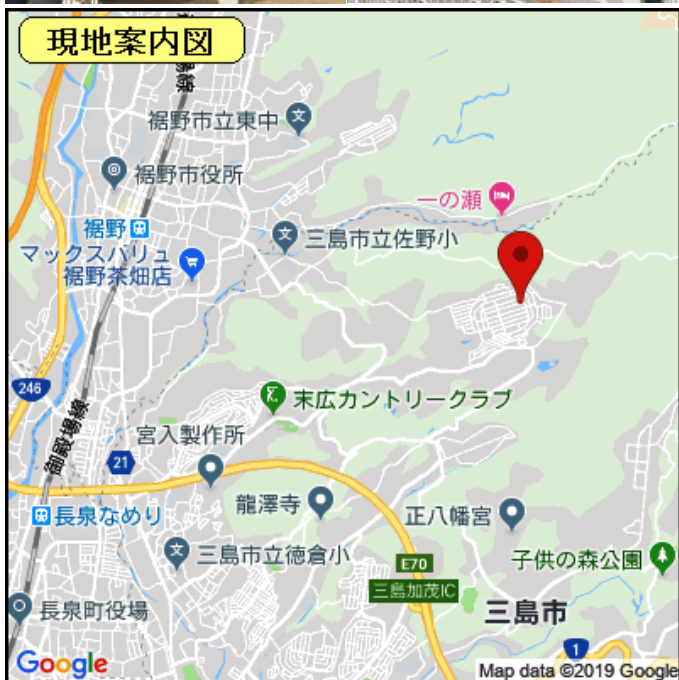 現地案内図
場線
裾野市立東中
裾野市役所
一の瀬
裾野
三島市立佐野小
マックスバリュ
裾野茶畑店
246
末広カントリークラブ
御殿場線
宮入製作所
21
龍澤寺
正八幡宮
長泉なめり
三島市立徳倉小
E70
子供の森公園
三島加茂IC
長泉町役場
三島市
1
Google
Map data ©2019 Google